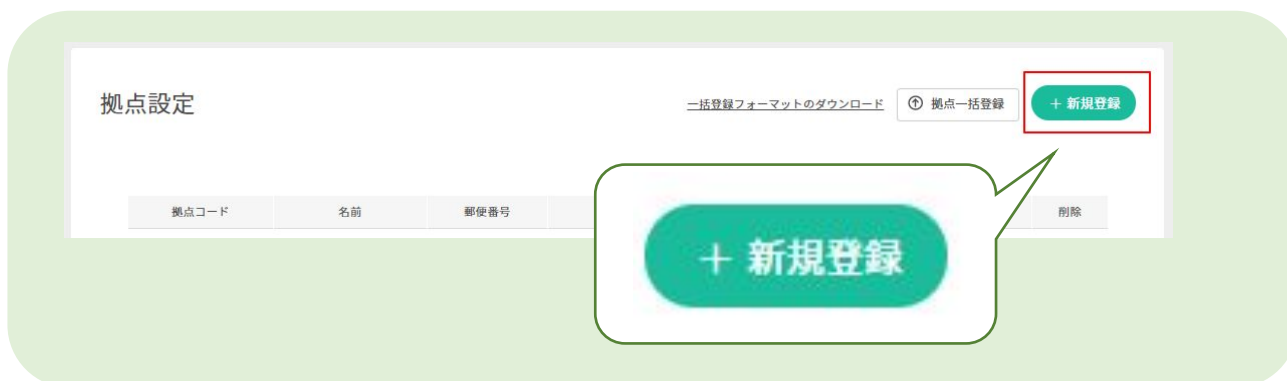 拠点設定
一括登録フォーマットのダウンロード
拠点一括登録
+ 新規登録
拠点コード 名前 郵便番号 削除
+ 新規登録